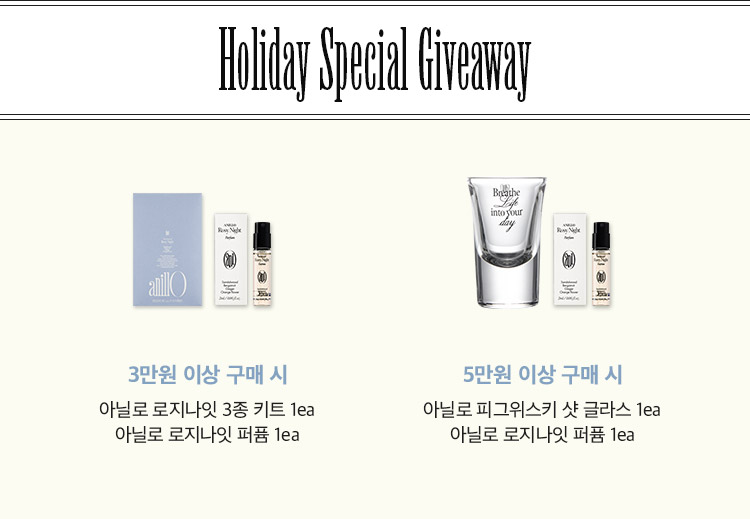 Holiday Special Giveaway
anillO
ANILLO
Rosy Night
Perfume
Breathe
Life
into your
day
ANILLO
Rosy Night
Perfume
3만원 이상 구매 시
아닐로 로지나잇 3종 키트 1ea
아닐로 로지나잇 퍼퓸 1ea
5만원 이상 구매 시
아닐로 피그위스키 샷 글라스 1ea
아닐로 로지나잇 퍼퓸 1ea